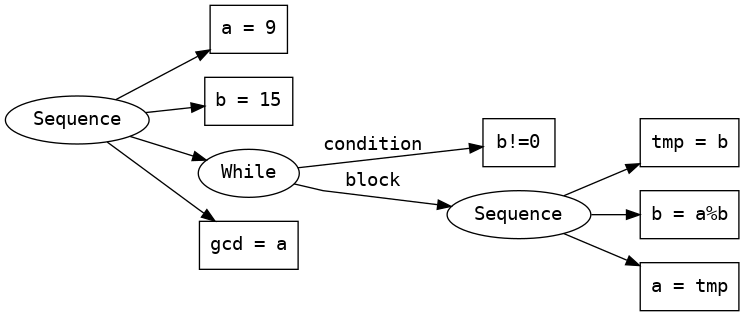 Sequence
a = 9
b = 15
While
condition
b!=0
block
Sequence
tmp = b
b = a%b
a = tmp
gcd = a